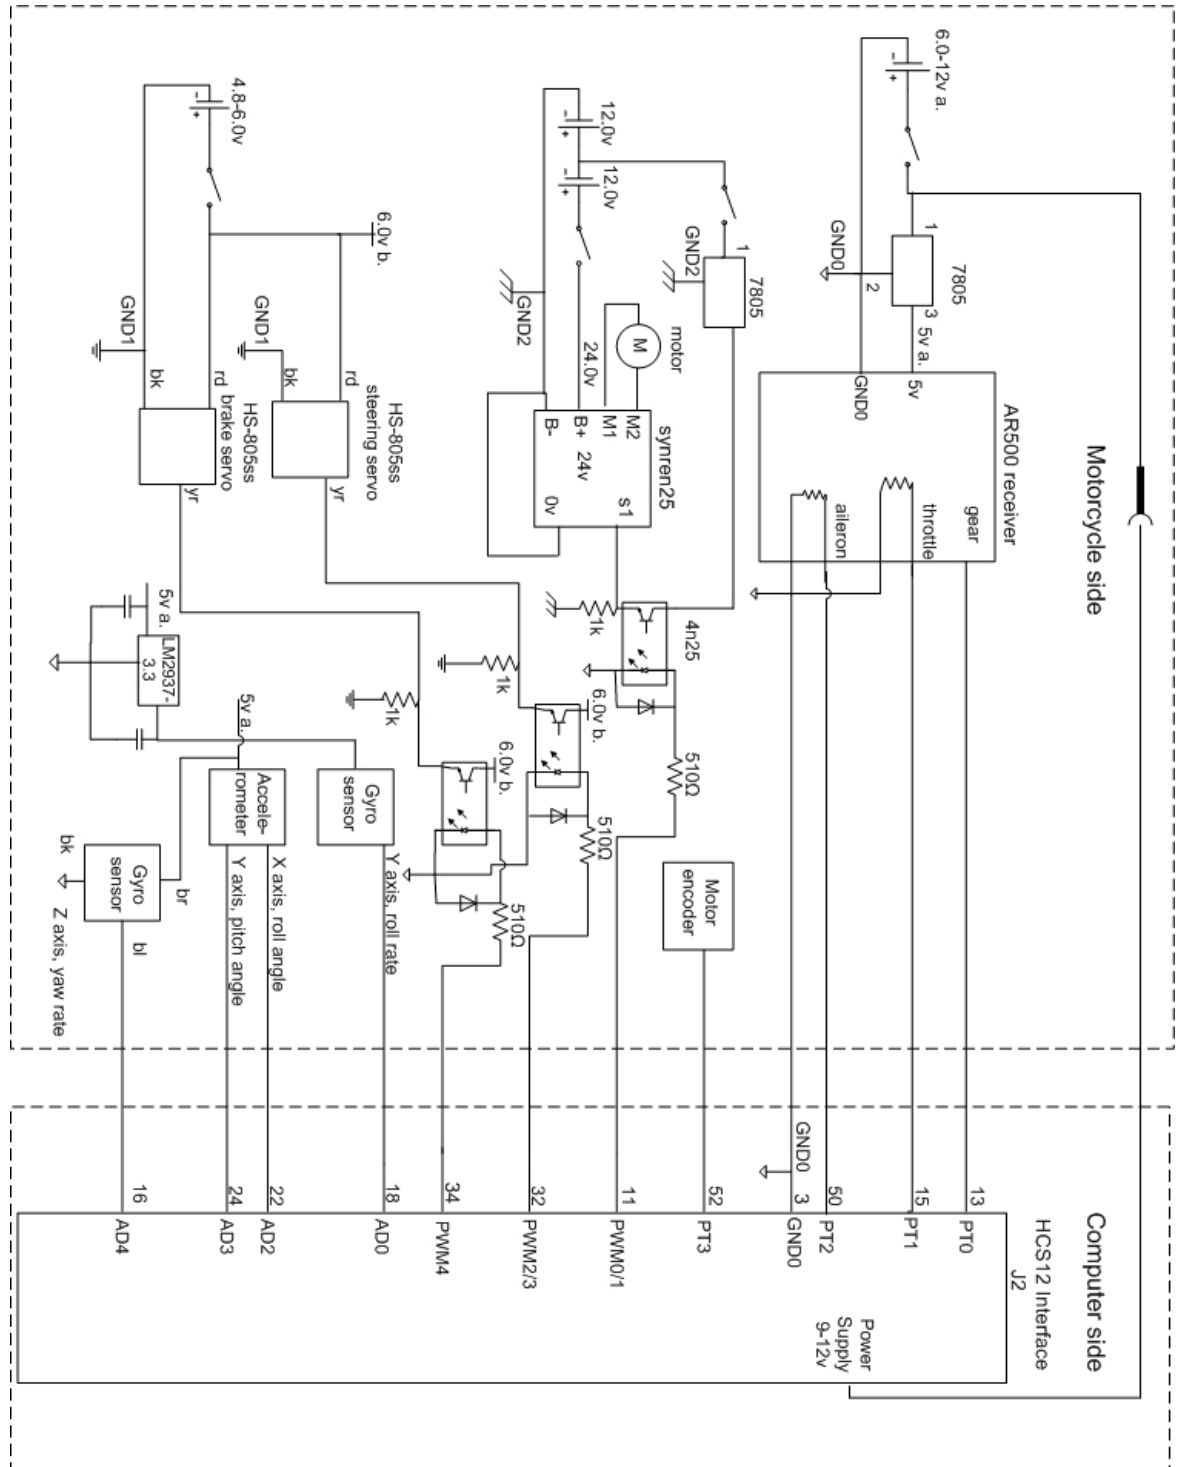 Motorcycle side
6.0-12v a.
-
+
1
7805
GND0
2
3
5v a.
AR500 receiver
5v
GND0
gear
throttle
aileron
12.0v
-
+
12.0v
-
+
1
GND2
7805
GND2
motor
M
24.0v
synren25
M2
M1
B+
B-
24v
s1
0v
4n25
1k
510Ω
4.8-6.0v
-
+
6.0v b.
GND1
GND1
bk
rd
bk
rd
HS-805ss
steering servo
HS-805ss
brake servo
yr
yr
1k
1k
6.0v b.
6.0v b.
510Ω
510Ω
5v a.
LM2937-
3.3
5v a.
Motor
encoder
Gyro
sensor
Y axis, roll rate
Accele-
rometer
X axis, roll angle
Y axis, pitch angle
Gyro
sensor
bk
br
bl
Z axis, yaw rate
Computer side
HCS12 Interface
J2
13
PT0
15
PT1
50
PT2
GND0
3
GND0
52
PT3
11
PWM0/1
32
PWM2/3
34
PWM4
18
AD0
22
AD2
24
AD3
16
AD4
Power
Supply
9-12v